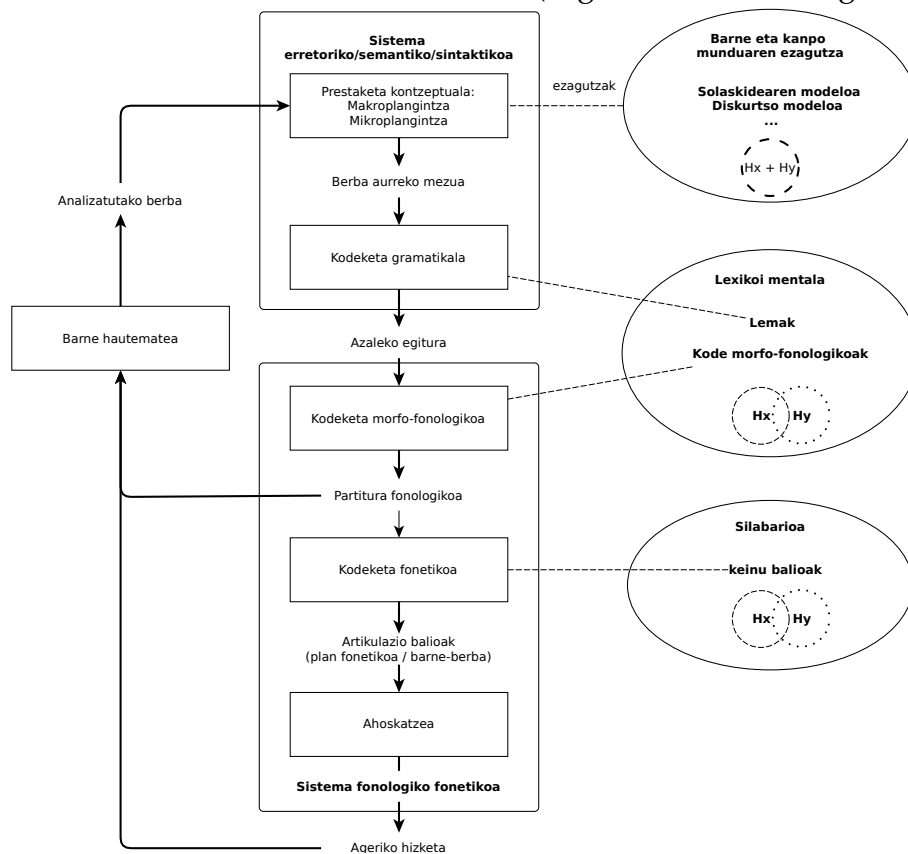 Sistema
erretoriko/semantiko/sintaktikoa
Prestaketa kontzeptuala:
Makroplangintza
Mikroplangintza
Berba aurreko mezua
Kodeketa gramatikala
Azaleko egitura
Kodeketa morfo-fonologikoa
Partitura fonologikoa
Kodeketa fonetikoa
Artikulazio balioak
(plan fonetikoa / barne-berba)
Ahoskatzea
Sistema fonologiko fonetikoa
Ageriko hizketa
Analizatutako berba
Barne hautematea
ezagutzak
Barne eta kanpo
munduaren ezagutza
Solaskidearen modeloa
Diskurtso modeloa
...
Hx + Hy
Lexikoi mentala
Lemak
Kode morfo-fonologikoak
Hx Hy
Silabarioa
keinu balioak
Hx Hy